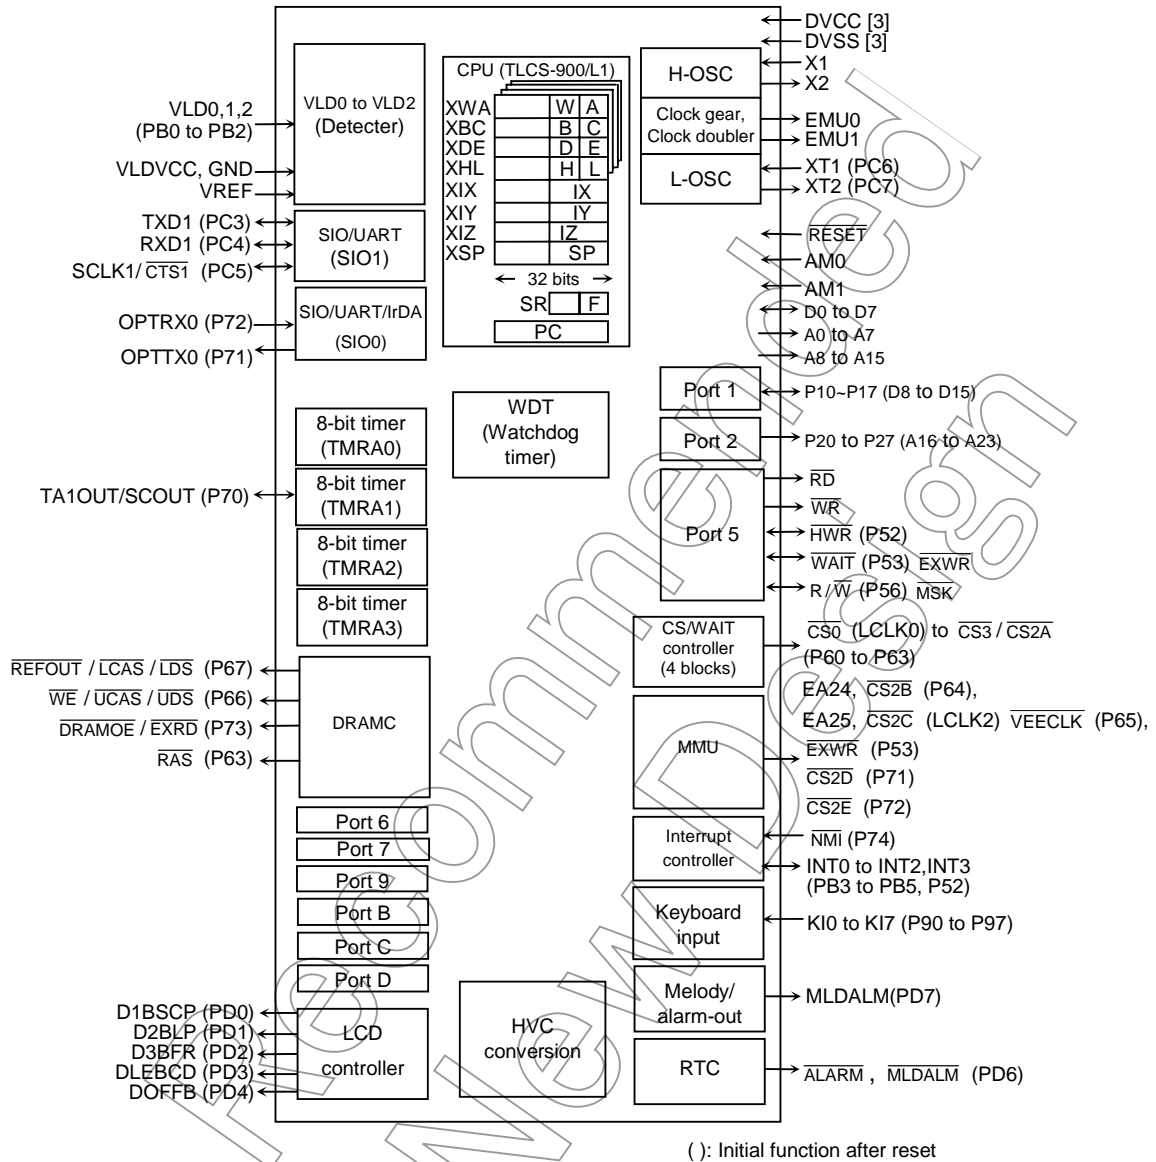 DVCC [3]
DVSS [3]
X1
X2
H-OSC
Clock gear,
Clock doubler
EMU0
EMU1
L-OSC
XT1 (PC6)
XT2 (PC7)
CPU (TLCS-900/L1)
XWA W A
XBC B C
XDE D E
XHL H L
XIX IX
XIY IY
XIZ IZ
XSP SP
32 bits
SR F
PC
VLD0,1,2
(PB0 to PB2)
VLDVCC, GND
VREF
VLD0 to VLD2
(Detecter)
TXD1 (PC3)
RXD1 (PC4)
SCLK1/ CTS1 (PC5)
SIO/UART
(SIO1)
OPTRX0 (P72)
OPTTX0 (P71)
SIO/UART/IrDA
(SIO0)
RESET
AM0
AM1
D0 to D7
A0 to A7
A8 to A15
Port 1
P10~P17 (D8 to D15)
Port 2
P20 to P27 (A16 to A23)
WDT
(Watchdog
timer)
8-bit timer
(TMRA0)
TA1OUT/SCOUT (P70)
8-bit timer
(TMRA1)
8-bit timer
(TMRA2)
8-bit timer
(TMRA3)
Port 5
RD
WR
HWR (P52)
WAIT (P53) EXWR
R / W (P56) MSK
CS/WAIT
controller
(4 blocks)
CS0 (LCLK0) to CS3 / CS2A
(P60 to P63)
REFOUT / LCAS / LDS (P67)
WE / UCAS / UDS (P66)
DRAMOE / EXRD (P73)
RAS (P63)
DRAMC
MMU
EA24, CS2B (P64),
EA25, CS2C (LCLK2) VEECLK (P65),
EXWR (P53)
CS2D (P71)
CS2E (P72)
Port 6
Port 7
Port 9
Port B
Port C
Port D
Interrupt
controller
NMI (P74)
INT0 to INT2,INT3
(PB3 to PB5, P52)
Keyboard
input
KI0 to KI7 (P90 to P97)
Melody/
alarm-out
MLDALM(PD7)
D1BSCP (PD0)
D2BLP (PD1)
D3BFR (PD2)
DLEBCD (PD3)
DOFFB (PD4)
LCD
controller
HVC
conversion
RTC
ALARM , MLDALM (PD6)
( ): Initial function after reset
Recommended
New Design